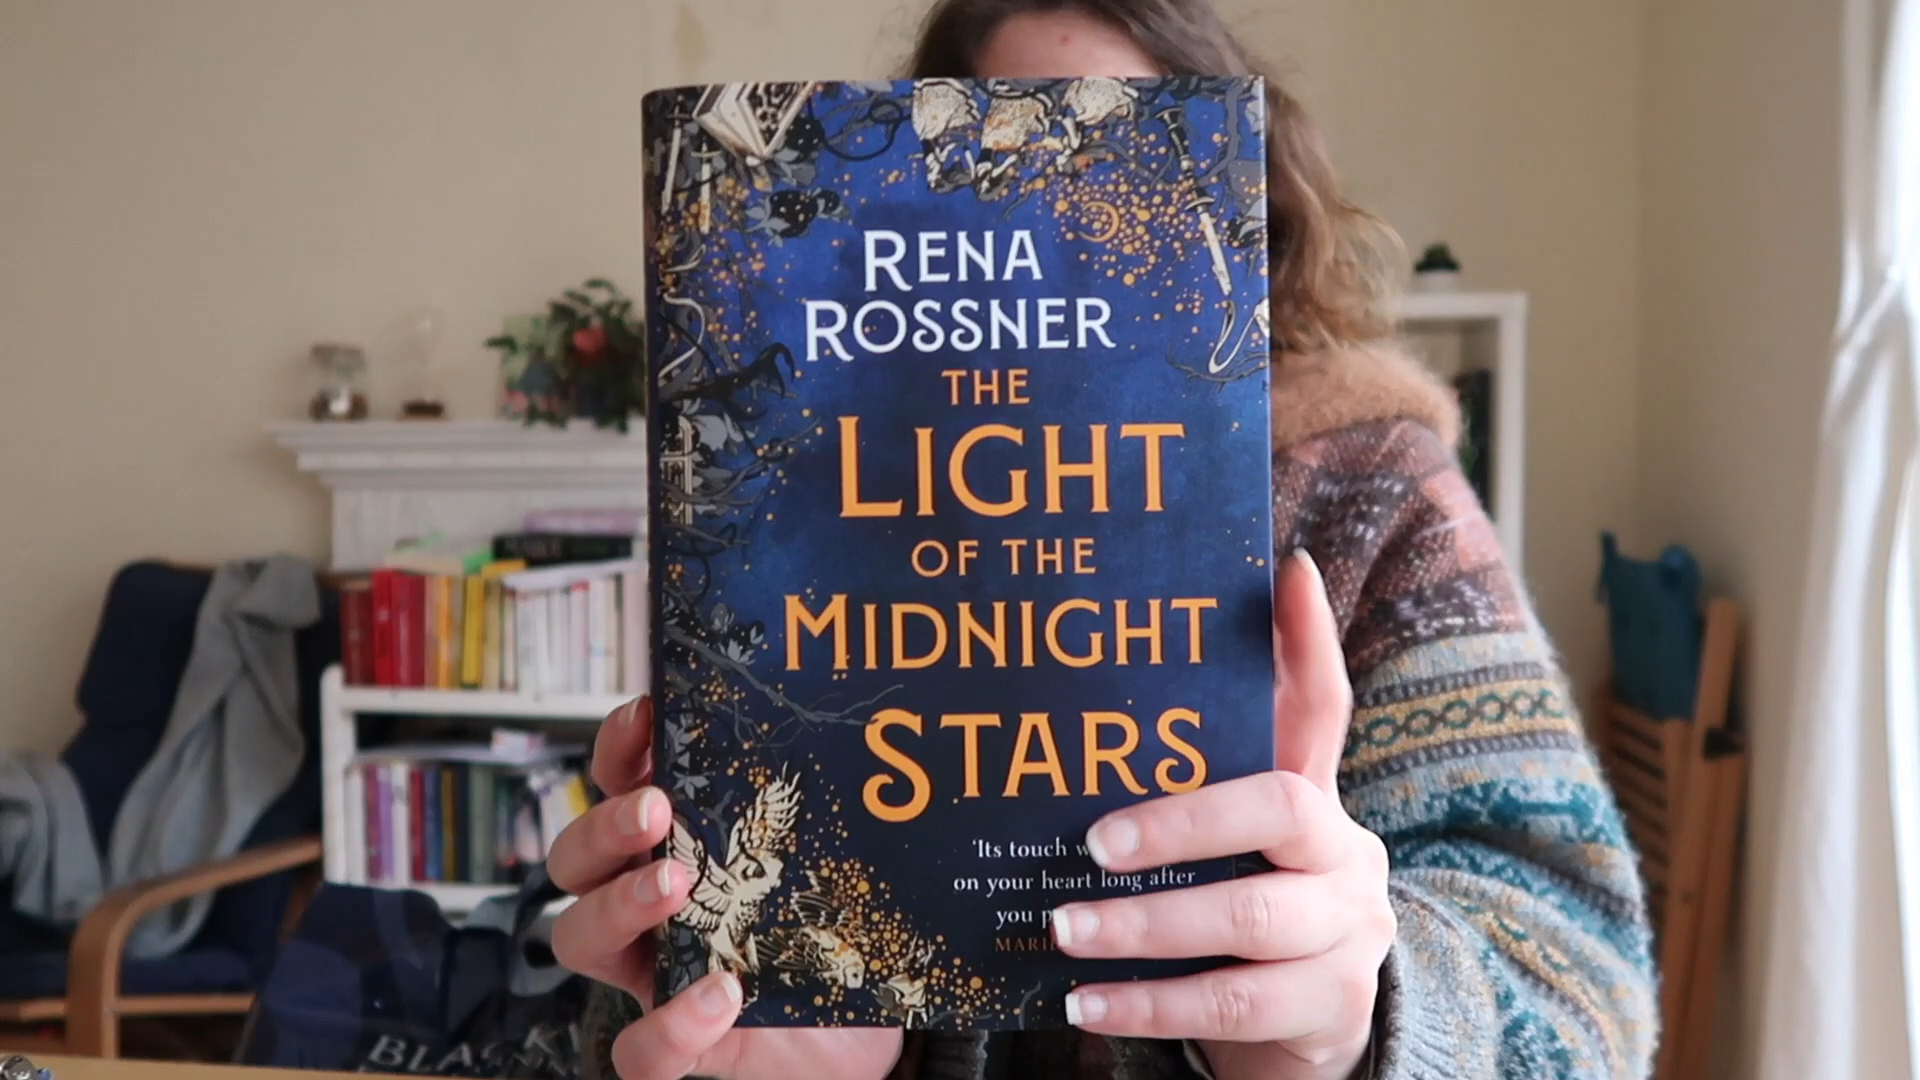 RENA
ROSSNER
THE
LIGHT
OF THE
MIDNIGHT
STARS
'Its touch
on your heart long after
you